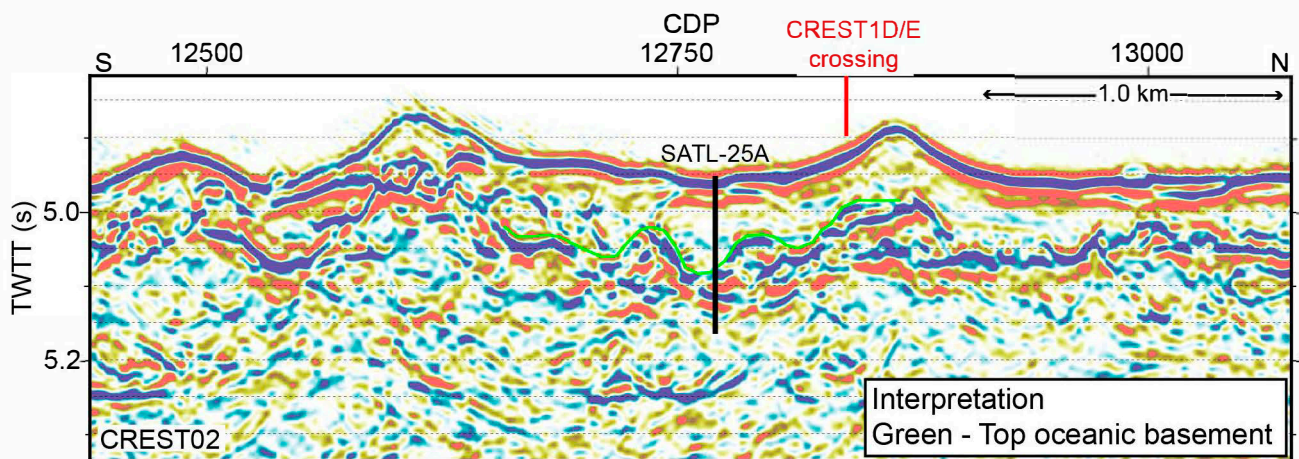 CDP
CREST1D/E
crossing
S
12500
12750
13000
N
1.0 km
SATL-25A
TWTT (s)
5.0
5.2
Interpretation
Green - Top oceanic basement
CREST02